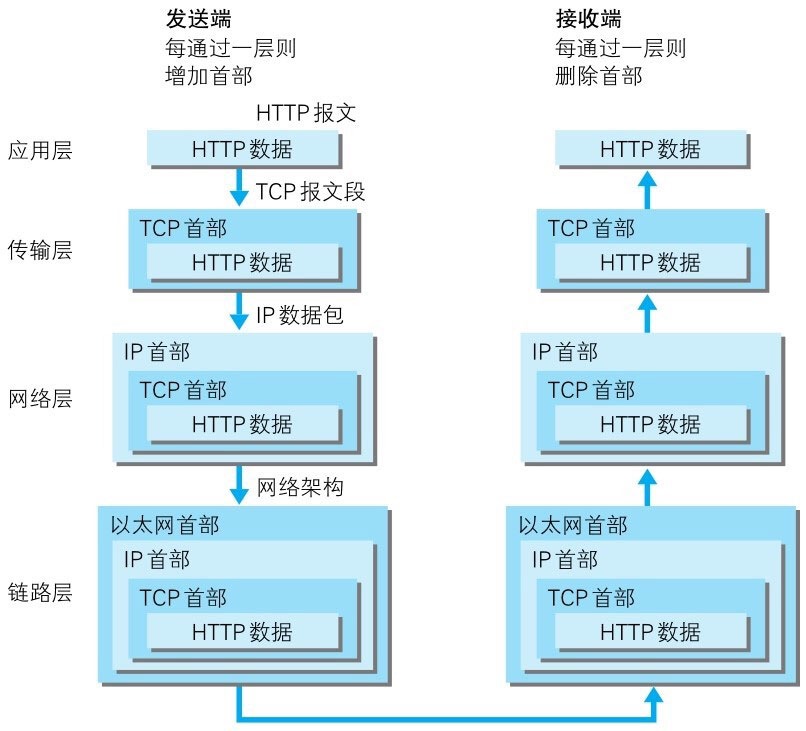 发送端
每通过一层则
增加首部
接收端
每通过一层则
删除首部
HTTP 报文
应用层
HTTP 数据
HTTP 数据
TCP 报文段
传输层
TCP 首部
HTTP 数据
TCP 首部
HTTP 数据
IP 数据包
网络层
IP 首部
TCP 首部
HTTP 数据
IP 首部
TCP 首部
HTTP 数据
网络架构
链路层
以太网首部
IP 首部
TCP 首部
HTTP 数据
以太网首部
IP 首部
TCP 首部
HTTP 数据